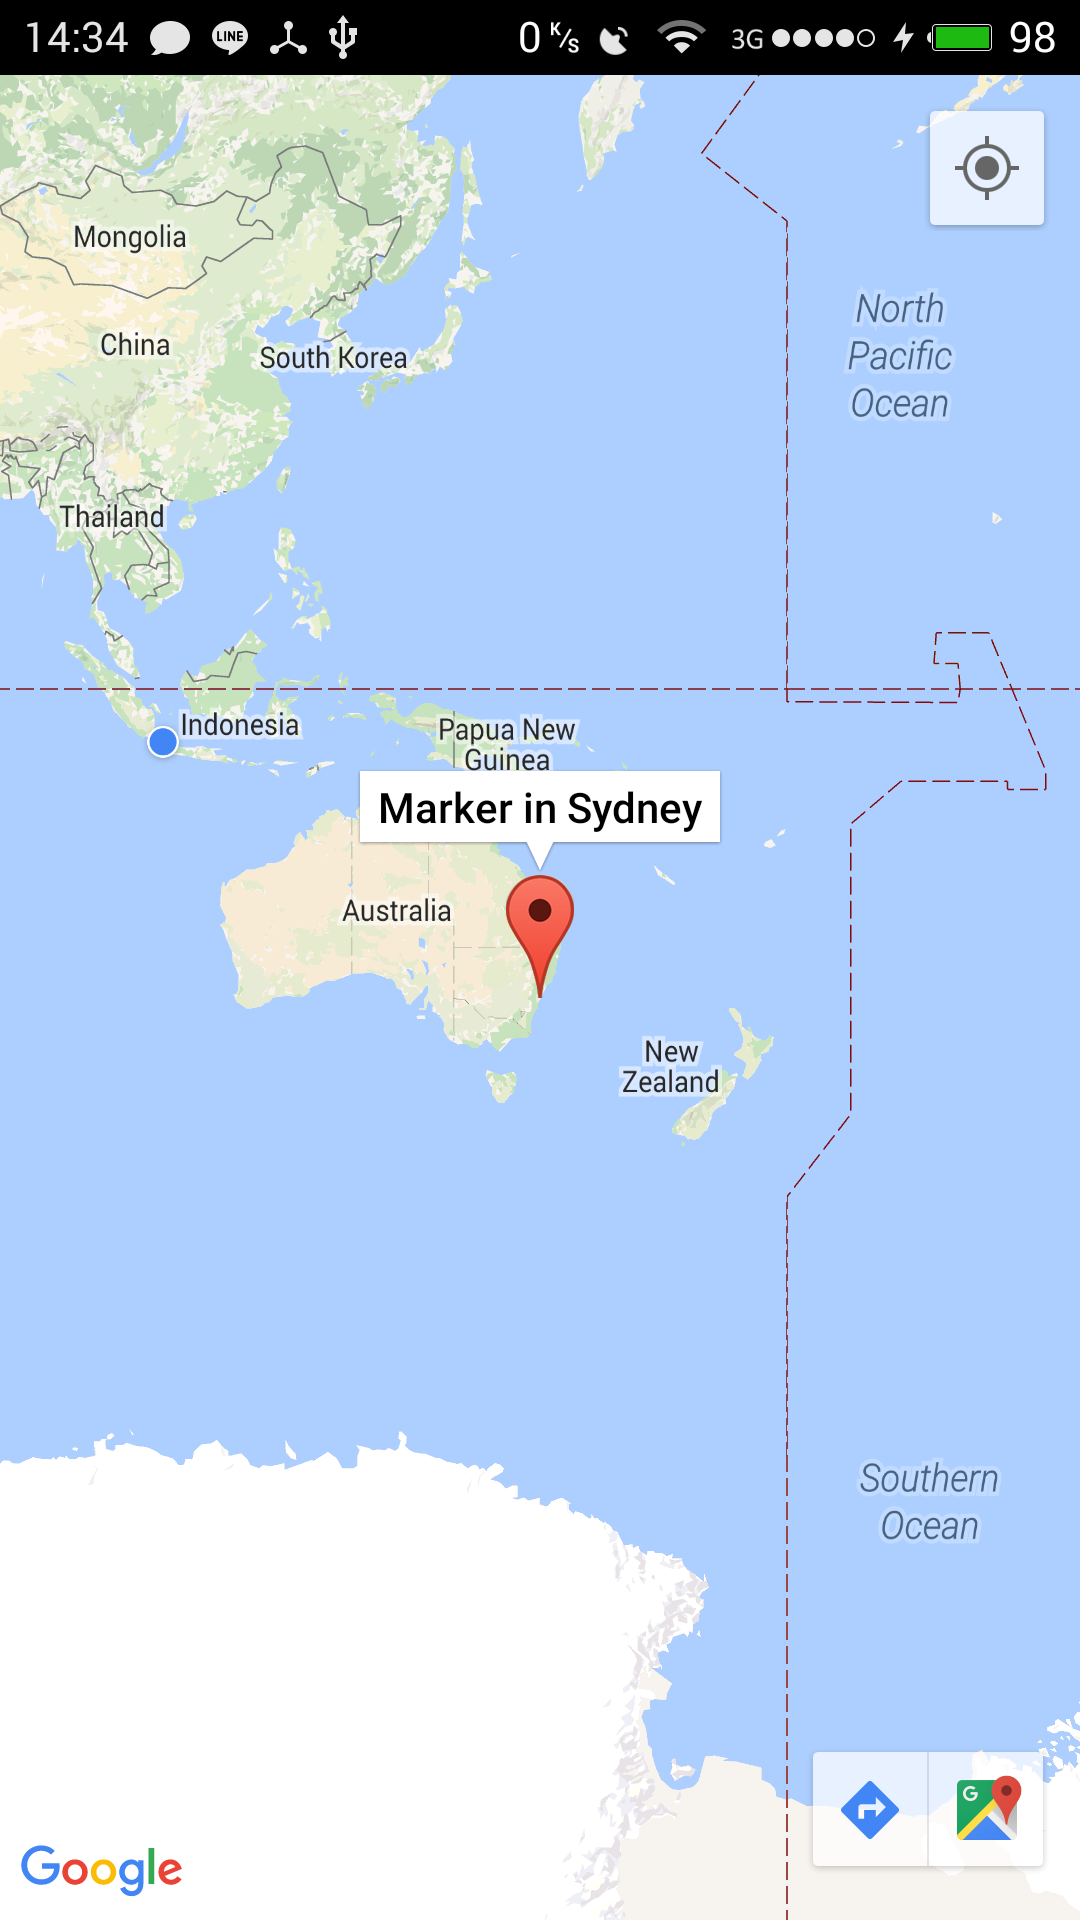 14:34 LINE 0 K/s 3G 98
Mongolia
China
South Korea
North
Pacific
Ocean
Thailand
Indonesia
Papua New
Guinea
Marker in Sydney
Australia
New
Zealand
Southern
Ocean
G
Google